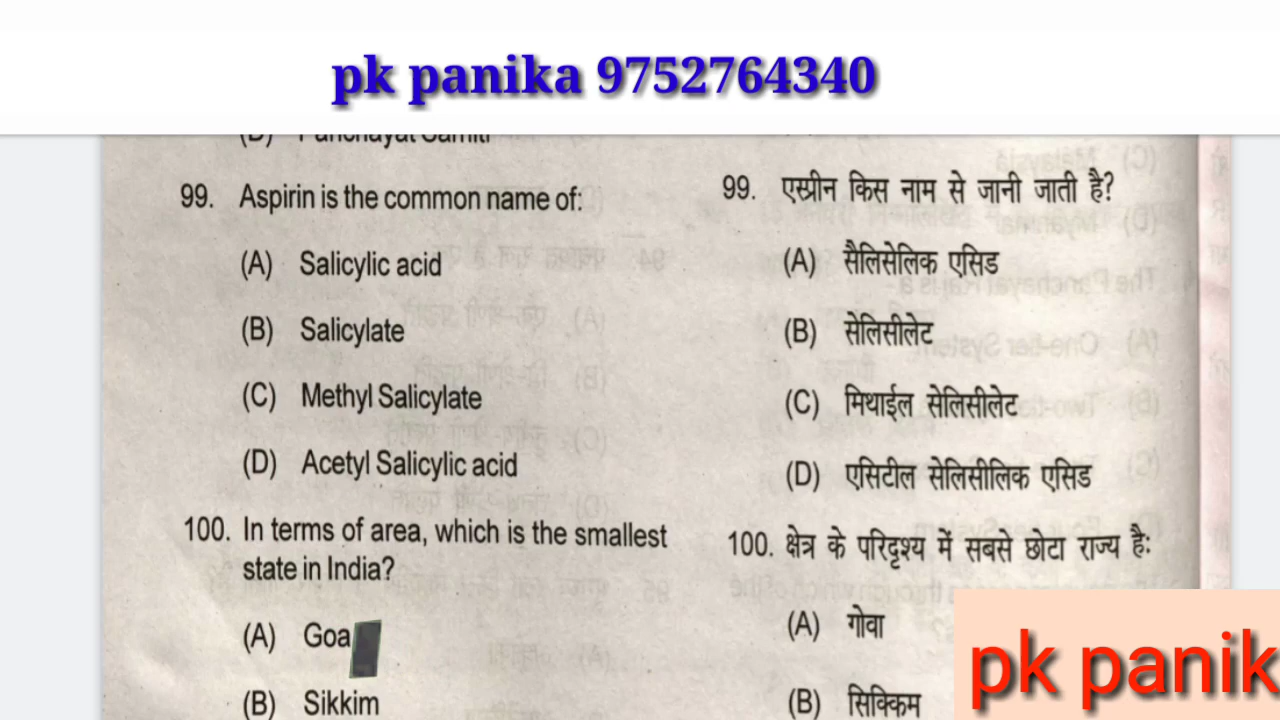 pk panika 9752764340
(D) Panchayat Samiti
99. Aspirin is the common name of:
(A) Salicylic acid
(B) Salicylate
(C) Methyl Salicylate
(D) Acetyl Salicylic acid
100. In terms of area, which is the smallest
state in India?
(A) Goa
(B) Sikkim
99. एस्प्रीन किस नाम से जानी जाती है?
(A) सैलिसेलिक एसिड
(B) सेलिसीलेट
(C) मिथाईल सेलिसीलेट
(D) एसिटील सेलिसीलिक एसिड
100. क्षेत्र के परिदृश्य में सबसे छोटा राज्य है:
(A) गोवा
(B) सिक्किम
pk panik